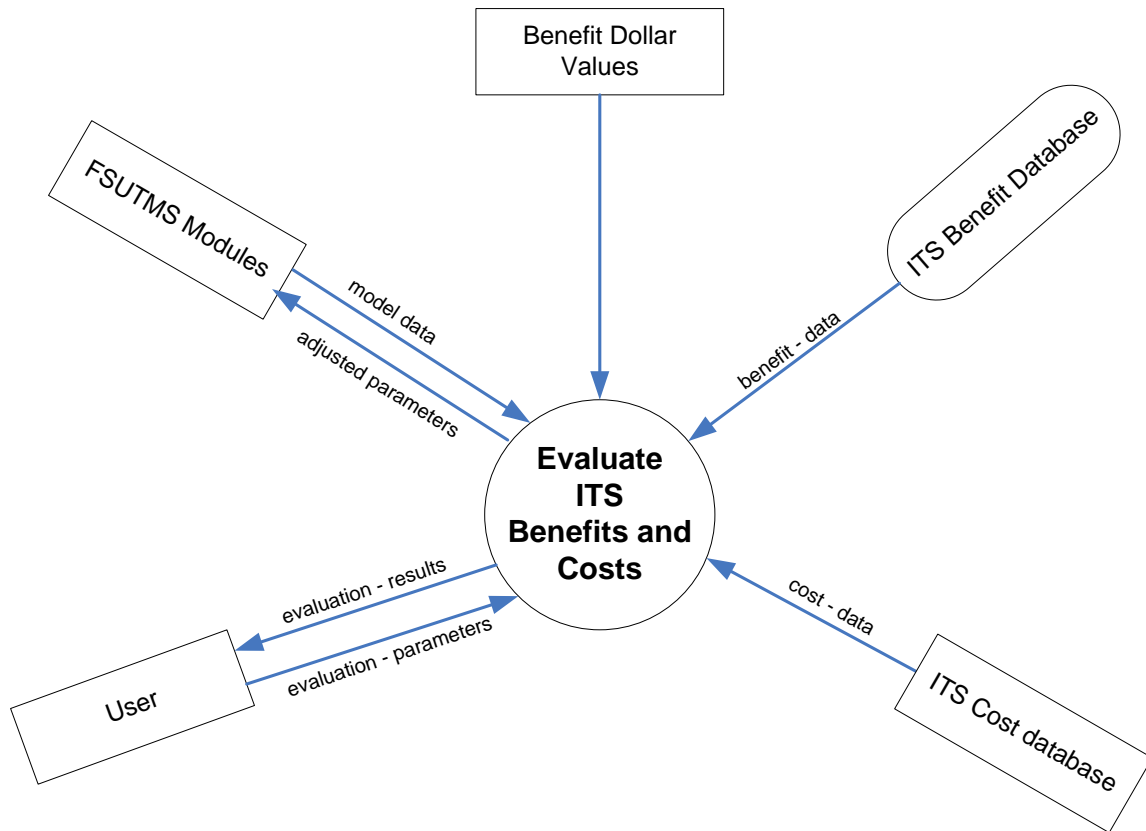 Benefit Dollar
Values
FSUTMS Modules
ITS Benefit Database
model data
adjusted parameters
benefit - data
Evaluate
ITS
Benefits and
Costs
evaluation - results
evaluation - parameters
cost - data
User
ITS Cost database